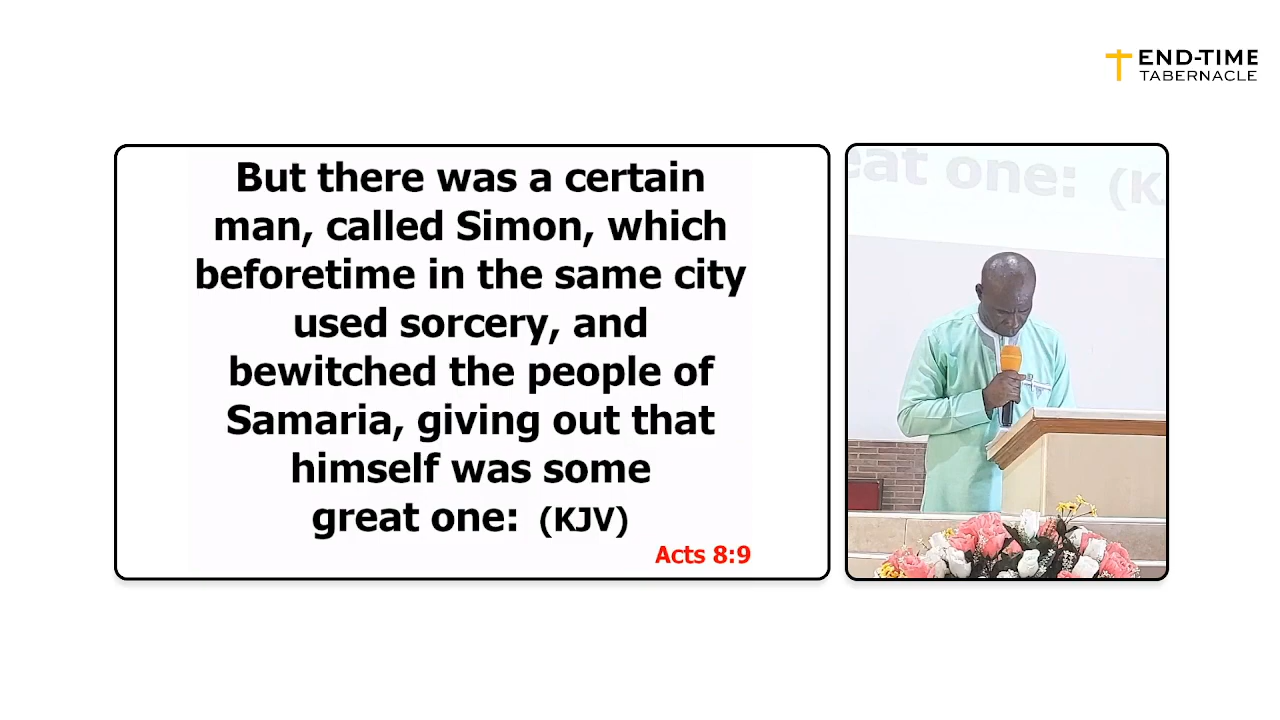 END-TIME
TABERNACLE
But there was a certain
man, called Simon, which
beforetime in the same city
used sorcery, and
bewitched the people of
Samaria, giving out that
himself was some
great one: (KJV)
Acts 8:9
eat one: (K